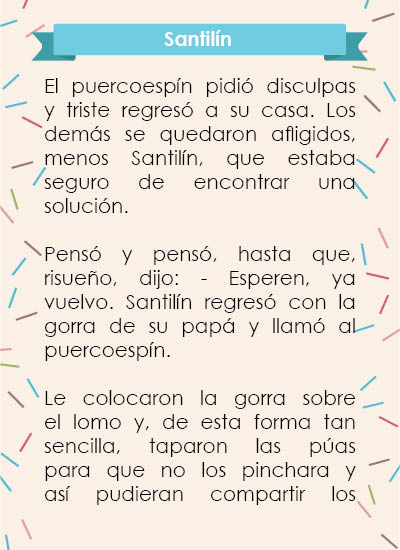 Santilín
El puercoespín pidió disculpas
y triste regresó a su casa. Los
demás se quedaron afligidos,
menos Santilín, que estaba
seguro de encontrar una
solución.
Pensó y pensó, hasta que,
risueño, dijo: - Esperen, ya
vuelvo. Santilín regresó con la
gorra de su papá y llamó al
puercoespín.
Le colocaron la gorra sobre
el lomo y, de esta forma tan
sencilla, taparon las púas
para que no los pinchara y
así pudieran compartir los